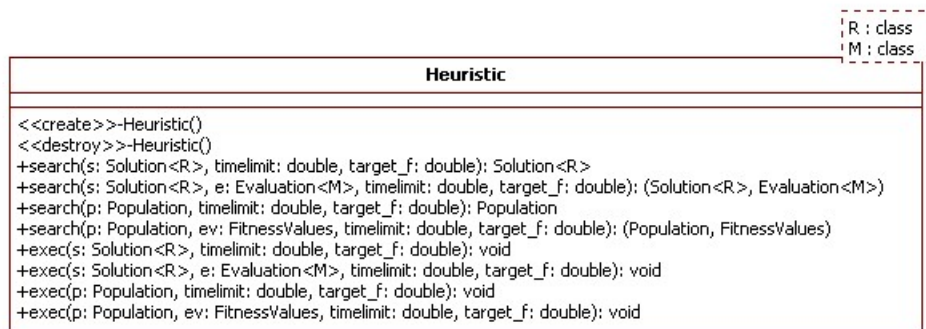 R : class
M : class
Heuristic
<<create>>-Heuristic()
<<destroy>>-Heuristic()
+search(s: Solution<R>, timelimit: double, target_f: double): Solution<R>
+search(s: Solution<R>, e: Evaluation<M>, timelimit: double, target_f: double): (Solution<R>, Evaluation<M>)
+search(p: Population, timelimit: double, target_f: double): Population
+search(p: Population, ev: FitnessValues, timelimit: double, target_f: double): (Population, FitnessValues)
+exec(s: Solution<R>, timelimit: double, target_f: double): void
+exec(s: Solution<R>, e: Evaluation<M>, timelimit: double, target_f: double): void
+exec(p: Population, timelimit: double, target_f: double): void
+exec(p: Population, ev: FitnessValues, timelimit: double, target_f: double): void